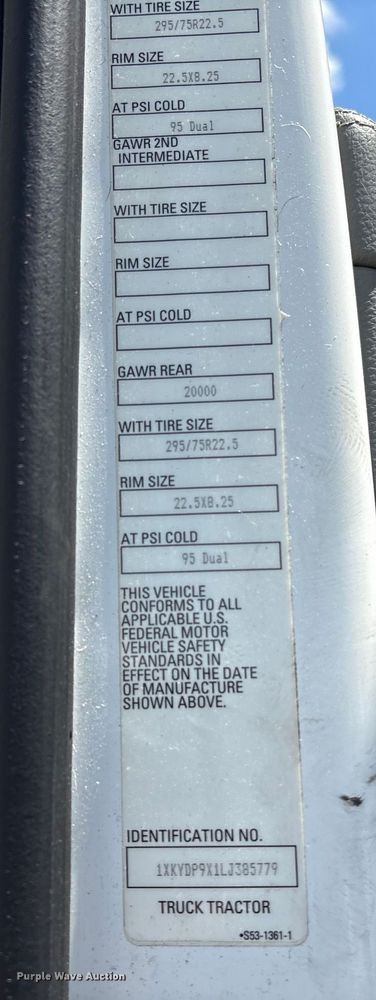 WITH TIRE SIZE
295/75R22.5
RIM SIZE
22.5X8.25
AT PSI COLD
95 Dual
GAWR 2ND
INTERMEDIATE
WITH TIRE SIZE
RIM SIZE
AT PSI COLD
GAWR REAR
20000
WITH TIRE SIZE
295/75R22.5
RIM SIZE
22.5X8.25
AT PSI COLD
95 Dual
THIS VEHICLE
CONFORMS TO ALL
APPLICABLE U.S.
FEDERAL MOTOR
VEHICLE SAFETY
STANDARDS IN
EFFECT ON THE DATE
OF MANUFACTURE
SHOWN ABOVE.
IDENTIFICATION NO.
1XKYDP9X1LJ385779
TRUCK TRACTOR
•S53-1361-1
Purple Wave Auction